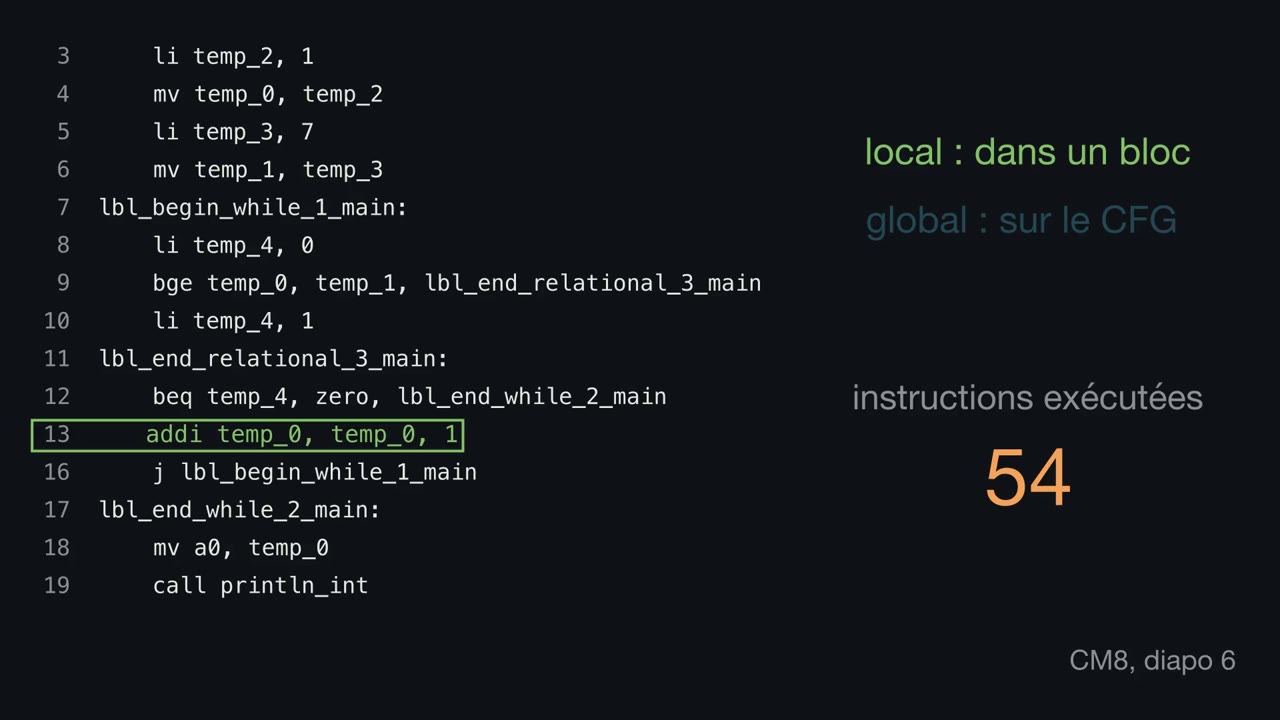 3 li temp_2, 1
4 mv temp_0, temp_2
5 li temp_3, 7
6 mv temp_1, temp_3
7 lbl_begin_while_1_main:
8 li temp_4, 0
9 bge temp_0, temp_1, lbl_end_relational_3_main
10 li temp_4, 1
11 lbl_end_relational_3_main:
12 beq temp_4, zero, lbl_end_while_2_main
13 addi temp_0, temp_0, 1
16 j lbl_begin_while_1_main
17 lbl_end_while_2_main:
18 mv a0, temp_0
19 call println_int
local : dans un bloc
global : sur le CFG
instructions exécutées
54
CM8, diapo 6